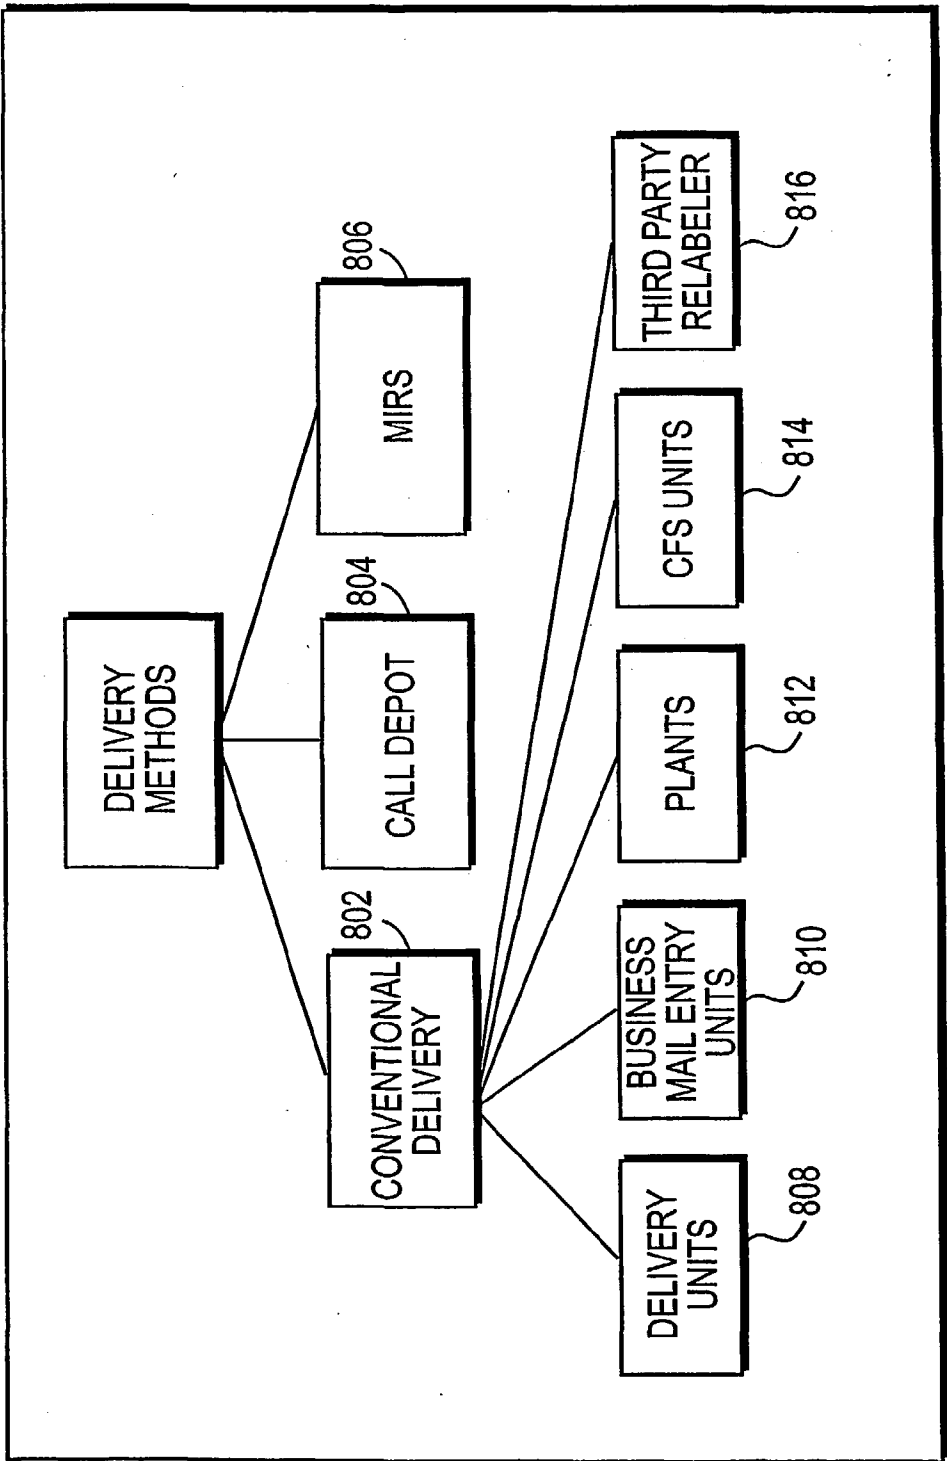 DELIVERY
METHODS
802
CONVENTIONAL
DELIVERY
804
CALL DEPOT
806
MIRS
DELIVERY
UNITS
808
BUSINESS
MAIL ENTRY
UNITS
810
PLANTS
812
CFS UNITS
814
THIRD PARTY
RELABELER
816